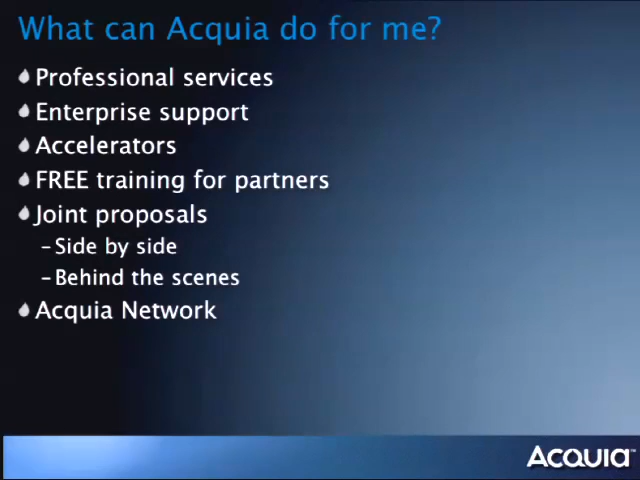 What can Acquia do for me?
Professional services
Enterprise support
Accelerators
FREE training for partners
Joint proposals
–Side by side
–Behind the scenes
Acquia Network
ACQUIA™